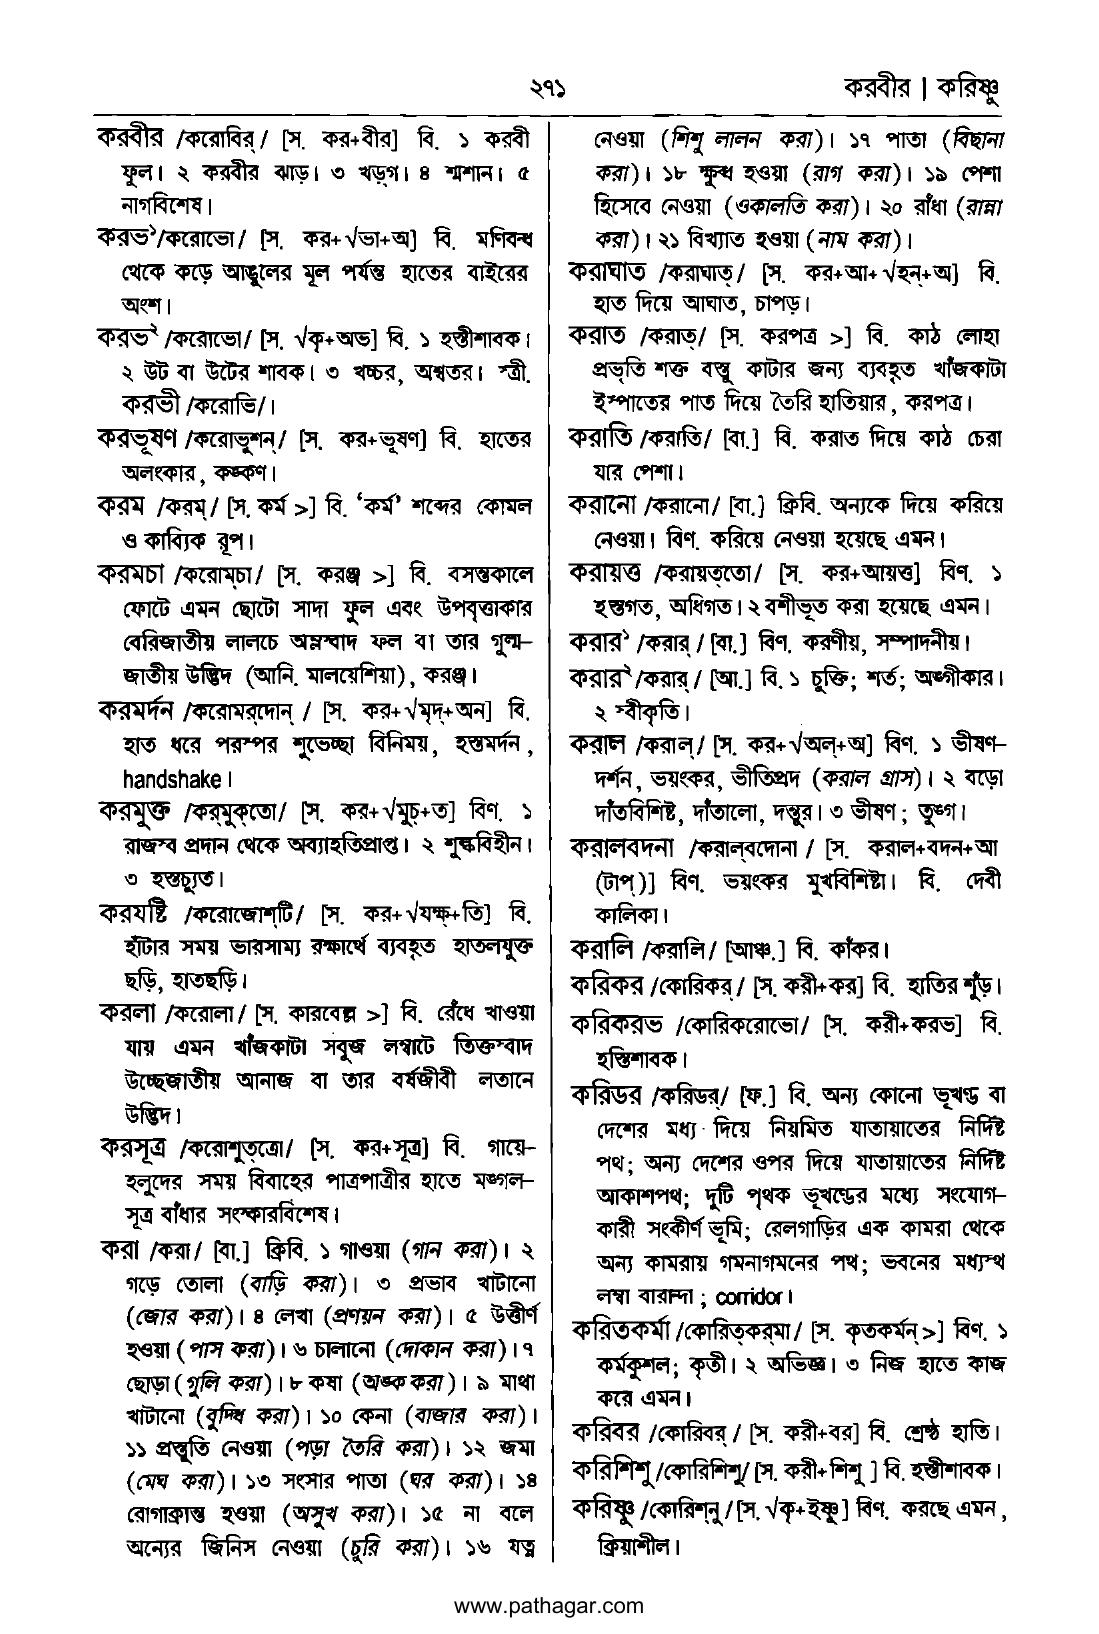 ২৭১
করবীর | করিষ্ণু
করবীর /করোবির্/ [স. কর+বীর] বি. ১ করবী
ফুল। ২ করবীর ঝাড়। ৩ খড়্গ। ৪ শ্মশান। ৫
নাগবিশেষ।
করভ১/করোভো/ [স. কর+√ভা+অ] বি. মণিবন্ধ
থেকে কড়ে আঙুলের মূল পর্যন্ত হাতের বাইরের
অংশ।
করভ২ /করোভো/ [স. √কৃ+অভ] বি. ১ হস্তীশাবক।
২ উট বা উটের শাবক। ৩ খচ্চর, অশ্বতর। স্ত্রী.
করভী /করোভি/।
করভূষণ /করোভুশন্/ [স. কর+ভূষণ] বি. হাতের
অলংকার, কঙ্কণ।
করম /করম্/ [স. কর্ম >] বি. ‘কর্ম’ শব্দের কোমল
ও কাব্যিক রূপ।
করমচা /করোম্চা/ [স. করঞ্জ >] বি. বসন্তকালে
ফোটে এমন ছোটো সাদা ফুল এবং উপবৃত্তাকার
বেরিজাতীয় লালচে অম্লস্বাদ ফল বা তার গুল্ম–
জাতীয় উদ্ভিদ (আনি. মালয়েশিয়া), করঞ্জ।
করমর্দন /করোমর্‌দোন্ / [স. কর+√মৃদ্+অন] বি.
হাত ধরে পরস্পর শুভেচ্ছা বিনিময়, হস্তমর্দন,
handshake।
করমুক্ত /কর্‌মুক্‌তো/ [স. কর+√মুচ্+ত] বিণ. ১
রাজস্ব প্রদান থেকে অব্যাহতিপ্রাপ্ত। ২ শুল্কবিহীন।
৩ হস্তচ্যুত।
করযষ্টি /করোজোশ্‌টি/ [স. কর+√যক্ষ্+তি] বি.
হাঁটার সময় ভারসাম্য রক্ষার্থে ব্যবহৃত হাতলযুক্ত
ছড়ি, হাতছড়ি।
করলা /করোলা/ [স. কারবেল্ল >] বি. রেঁধে খাওয়া
যায় এমন খাঁজকাটা সবুজ লম্বাটে তিক্তস্বাদ
উচ্ছেজাতীয় আনাজ বা তার বর্ষজীবী লতানে
উদ্ভিদ।
করসূত্র /করোশুত্‌ত্রো/ [স. কর+সূত্র] বি. গায়ে–
হলুদের সময় বিবাহের পাত্রপাত্রীর হাতে মঙ্গল–
সূত্র বাঁধার সংস্কারবিশেষ।
করা /করা/ [বা.] ক্রিবি. ১ গাওয়া (গান করা)। ২
গড়ে তোলা (বাড়ি করা)। ৩ প্রভাব খাটানো
(জোর করা)। ৪ লেখা (প্রণয়ন করা)। ৫ উত্তীর্ণ
হওয়া (পাস করা)। ৬ চালানো (দোকান করা)। ৭
ছোড়া (গুলি করা)। ৮ কষা (অঙ্ক করা)। ৯ মাথা
খাটানো (বুদ্ধি করা)। ১০ কেনা (বাজার করা)।
১১ প্রস্তুতি নেওয়া (পড়া তৈরি করা)। ১২ জমা
(মেঘ করা)। ১৩ সংসার পাতা (ঘর করা)। ১৪
রোগাক্রান্ত হওয়া (অসুখ করা)। ১৫ না বলে
অন্যের জিনিস নেওয়া (চুরি করা)। ১৬ যত্ন
নেওয়া (শিশু লালন করা)। ১৭ পাতা (বিছানা
করা)। ১৮ ক্ষুব্ধ হওয়া (রাগ করা)। ১৯ পেশা
হিসেবে নেওয়া (ওকালতি করা)। ২০ রাঁধা (রান্না
করা)। ২১ বিখ্যাত হওয়া (নাম করা)।
করাঘাত /করাঘাত্/ [স. কর+আ+√হন্+অ] বি.
হাত দিয়ে আঘাত, চাপড়।
করাত /করাত্/ [স. করপত্র >] বি. কাঠ লোহা
প্রভৃতি শক্ত বস্তু কাটার জন্য ব্যবহৃত খাঁজকাটা
ইস্পাতের পাত দিয়ে তৈরি হাতিয়ার, করপত্র।
করাতি /করাতি/ [বা.] বি. করাত দিয়ে কাঠ চেরা
যার পেশা।
করানো /করানো/ [বা.] ক্রিবি. অন্যকে দিয়ে করিয়ে
নেওয়া। বিণ. করিয়ে নেওয়া হয়েছে এমন।
করায়ত্ত /করায়ত্‌তো/ [স. কর+আয়ত্ত] বিণ. ১
হস্তগত, অধিগত। ২ বশীভূত করা হয়েছে এমন।
করার১ /করার্ / [বা.] বিণ. করণীয়, সম্পাদনীয়।
করার২/করার্ / [আ.] বি. ১ চুক্তি; শর্ত; অঙ্গীকার।
২ স্বীকৃতি।
করাল /করাল্/ [স. কর+√অল্+অ] বিণ. ১ ভীষণ–
দর্শন, ভয়ংকর, ভীতিপ্রদ (করাল গ্রাস)। ২ বড়ো
দাঁতবিশিষ্ট, দাঁতালো, দন্তুর। ৩ ভীষণ; তুঙ্গ।
করালবদনা /করাল্‌বদোনা / [স. করাল+বদন+আ
(টাপ্)] বিণ. ভয়ংকর মুখবিশিষ্টা। বি. দেবী
কালিকা।
করালি /করালি/ [আঞ্চ.] বি. কাঁকর।
করিকর /কোরিকর্ / [স. করী+কর] বি. হাতির শুঁড়।
করিকরভ /কোরিকরোভো/ [স. করী+করভ] বি.
হস্তিশাবক।
করিডর /করিডর্/ [ফ.] বি. অন্য কোনো ভূখণ্ড বা
দেশের মধ্য দিয়ে নিয়মিত যাতায়াতের নির্দিষ্ট
পথ; অন্য দেশের ওপর দিয়ে যাতায়াতের নির্দিষ্ট
আকাশপথ; দুটি পৃথক ভূখণ্ডের মধ্যে সংযোগ–
কারী সংকীর্ণ ভূমি; রেলগাড়ির এক কামরা থেকে
অন্য কামরায় গমনাগমনের পথ; ভবনের মধ্যস্থ
লম্বা বারান্দা; corridor।
করিতকর্মা /কোরিত্‌কর্‌মা/ [স. কৃতকর্মন্ >] বিণ. ১
কর্মকুশল; কৃতী। ২ অভিজ্ঞ। ৩ নিজ হাতে কাজ
করে এমন।
করিবর /কোরিবর্ / [স. করী+বর] বি. শ্রেষ্ঠ হাতি।
করিশিশু /কোরিশিশু/ [স. করী+শিশু ] বি. হস্তীশাবক।
করিষ্ণু /কোরিশ্‌নু / [স. √কৃ+ইষ্ণু] বিণ. করছে এমন,
ক্রিয়াশীল।
www.pathagar.com